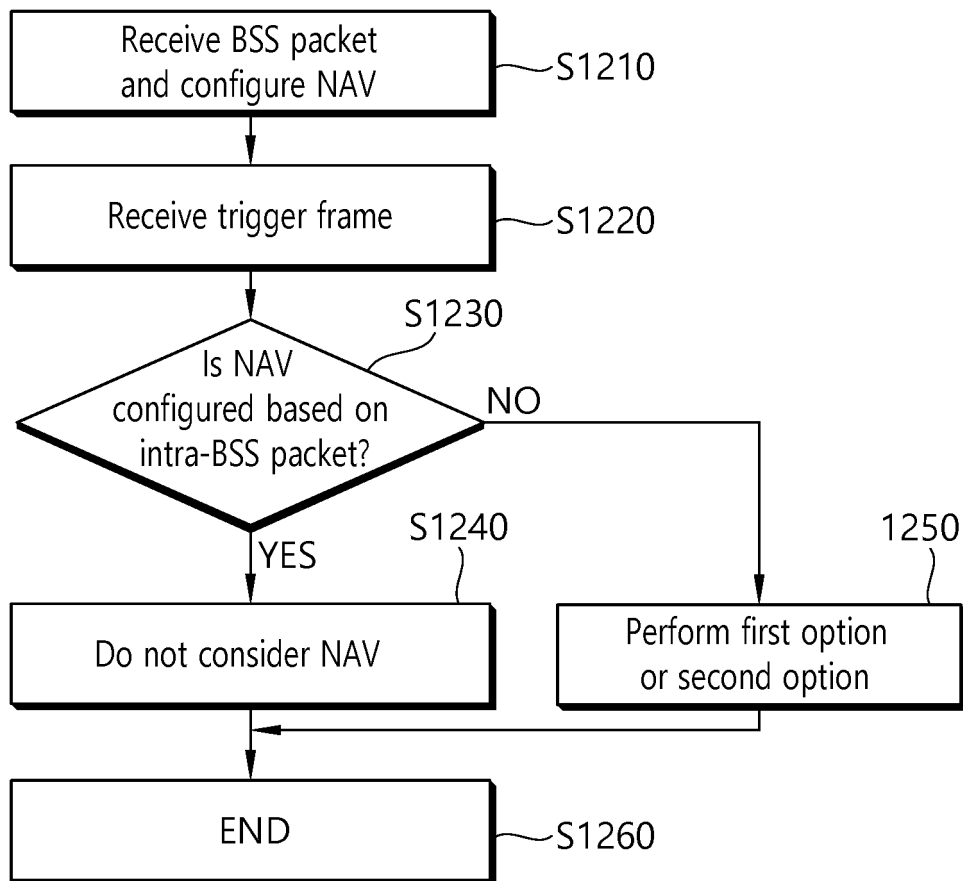 Receive BSS packet
and configure NAV
S1210
Receive trigger frame
S1220
S1230
Is NAV
configured based on
intra-BSS packet?
NO
YES
S1240
1250
Do not consider NAV
Perform first option
or second option
END
S1260